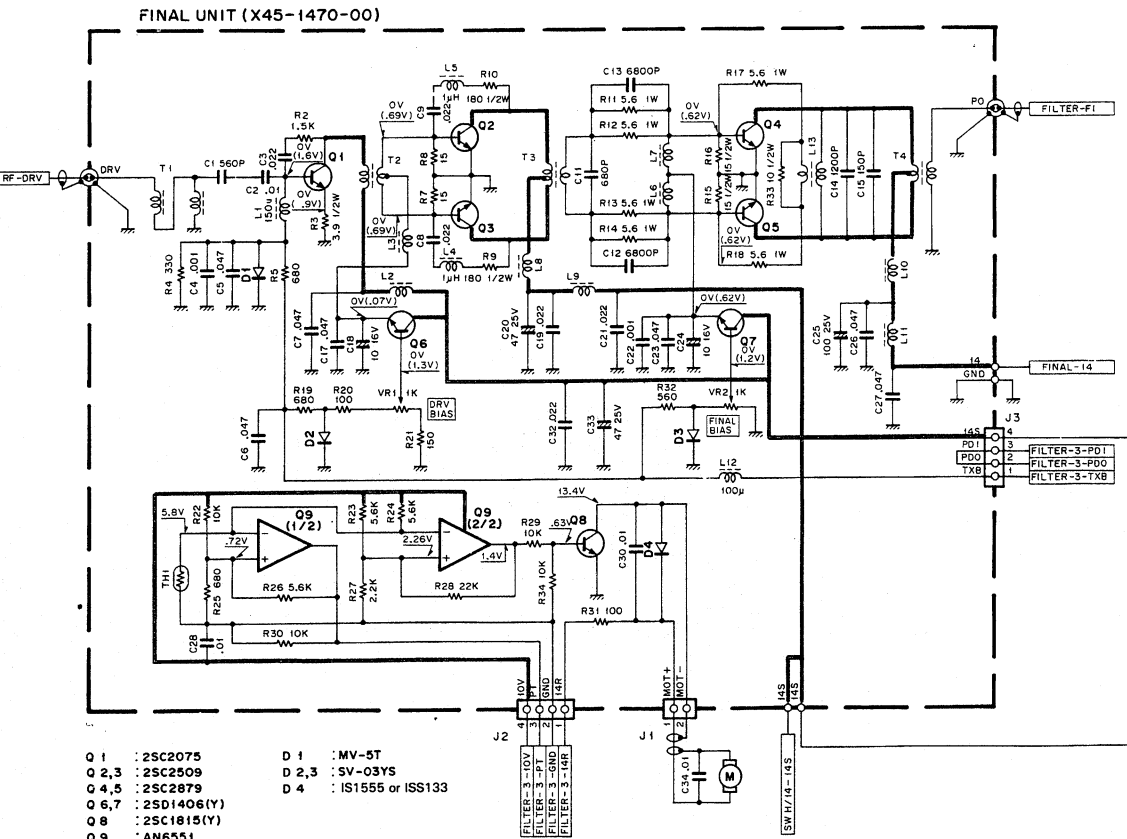 FINAL UNIT (X45-1470-00)
RF-DRV
DRV
T1
C1 560P
C2 .01
C3 .022
R2 1.5K
0V (1.6V)
Q1
L1 150μ
0V (.9V)
R3 3.9 1/2W
R4 330
C4 .001
C5 .047
D1
R5 680
T2
0V (.69V)
C9 .022
L5 1μH
R10 180 1/2W
Q2
R8 15
R7 15
Q3
0V (.69V)
L3
C8 .022
L4 1μH
R9 180 1/2W
T3
L8
C11 680P
C13 6800P
R11 5.6 1W
R12 5.6 1W
R13 5.6 1W
R14 5.6 1W
C12 6800P
L7
L6
0V (.62V)
R17 5.6 1W
Q4
R16 15 1/2W
R15 15 1/2W
Q5
0V (.62V)
R18 5.6 1W
R33 10 1/2W
L13
C14 1200P
C15 150P
T4
PO
FILTER-FI
L10
L11
C25 100 25V
C26 .047
C27 .047
14
GND
FINAL-14
L2
0V(.07V)
C7 .047
C17 .047
C18 10 16V
Q6
0V (1.3V)
C20 47 25V
C19 .022
L9
C21 .022
C22 .001
C23 .047
C24 10 16V
0V(.62V)
Q7
0V (1.2V)
R19 680
R20 100
VR1 1K
DRV BIAS
D2
R21 150
C6 .047
C32 .022
C33 47 25V
R32 560
VR2 1K
FINAL BIAS
D3
L12 100μ
J3
14S 4
PDI 3
PDO 2
TXB 1
FILTER-3-PDI
FILTER-3-PDO
FILTER-3-TXB
5.8V
R22 10K
Q9 (1/2)
.72V
TH1
R25 680
R26 5.6K
R30 10K
C28 .01
R23 5.6K
R24 5.6K
Q9 (2/2)
2.26V
1.4V
R27 2.2K
R28 22K
R29 10K
.63V
Q8
13.4V
R34 10K
C30 .01
D4
R31 100
10V
PT
GND
14R
4
3
2
1
J2
FILTER-3-10V
FILTER-3-PT
FILTER-3-GND
FILTER-3-14R
MOT+
MOT-
1
2
J1
C34 .01
M
14S
14S
SW H/14-14S
Q 1 : 2SC2075
Q 2,3 : 2SC2509
Q 4,5 : 2SC2879
Q 6,7 : 2SD1406(Y)
Q 8 : 2SC1815(Y)
Q 9 : AN6551
D 1 : MV-5T
D 2,3 : SV-03YS
D 4 : IS1555 or ISS133